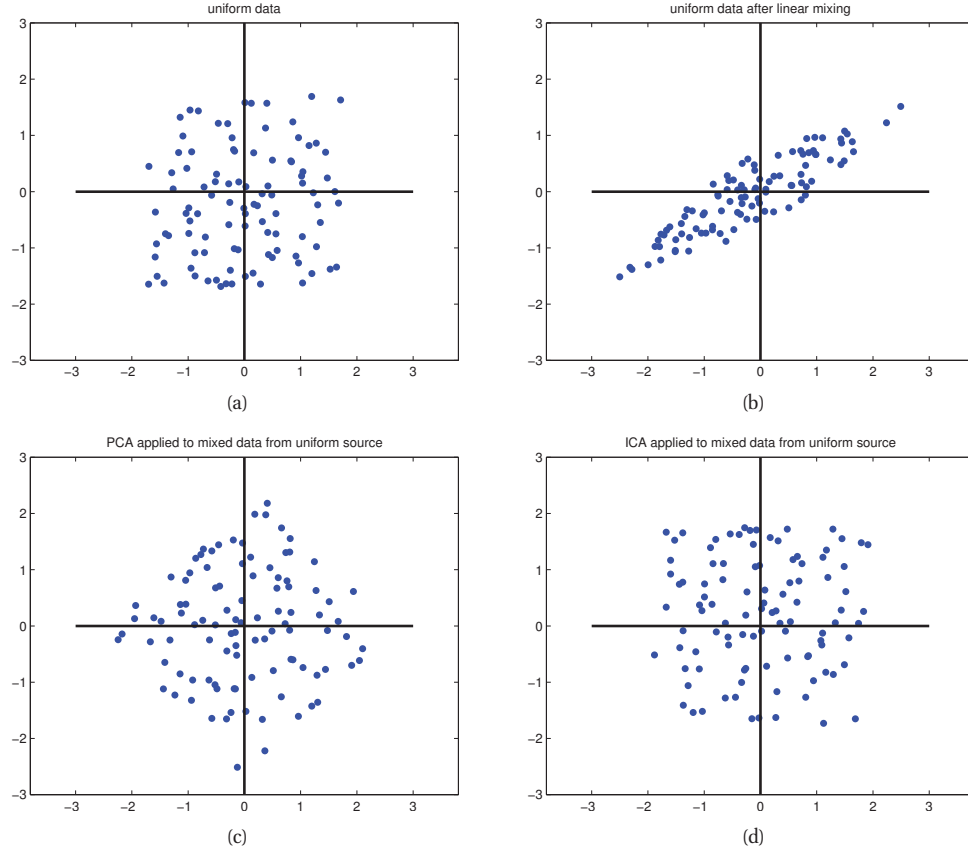 uniform data
3
2
1
0
−1
−2
−3
−3 −2 −1 0 1 2 3
(a)
uniform data after linear mixing
3
2
1
0
−1
−2
−3
−3 −2 −1 0 1 2 3
(b)
PCA applied to mixed data from uniform source
3
2
1
0
−1
−2
−3
−3 −2 −1 0 1 2 3
(c)
ICA applied to mixed data from uniform source
3
2
1
0
−1
−2
−3
−3 −2 −1 0 1 2 3
(d)